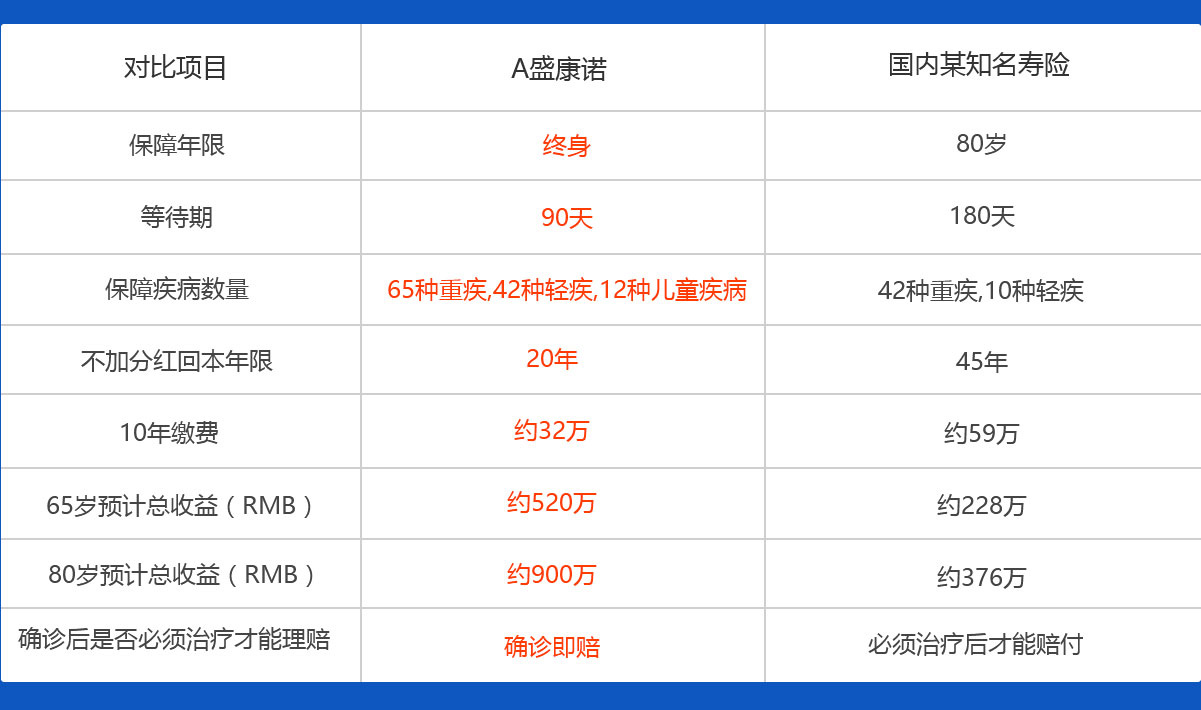 对比项目 A盛康诺 国内某知名寿险
保障年限 终身 80岁
等待期 90天 180天
保障疾病数量 65种重疾,42种轻疾,12种儿童疾病 42种重疾,10种轻疾
不加分红回本年限 20年 45年
10年缴费 约32万 约59万
65岁预计总收益（RMB） 约520万 约228万
80岁预计总收益（RMB） 约900万 约376万
确诊后是否必须治疗才能理赔 确诊即赔 必须治疗后才能赔付